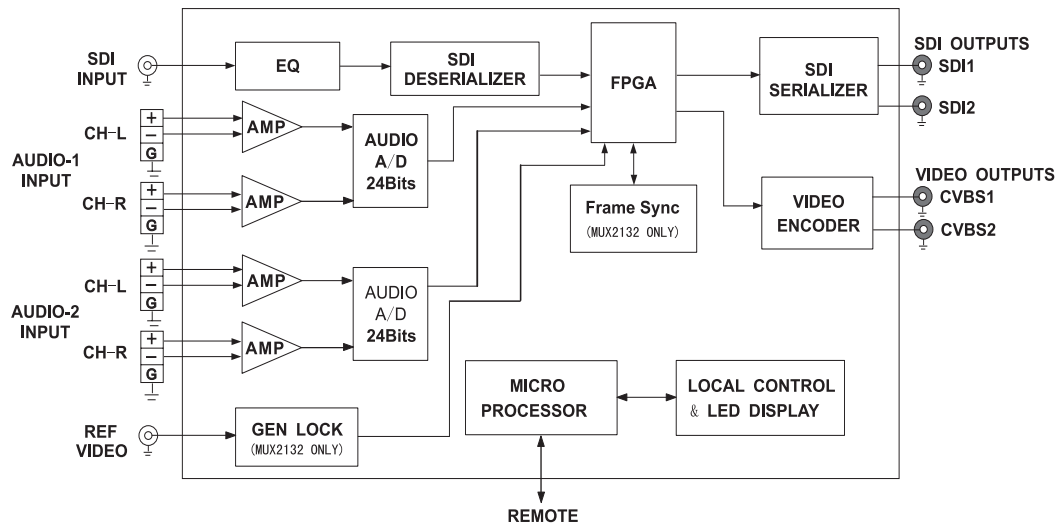 SDI
INPUT
EQ
SDI
DESERIALIZER
FPGA
SDI
SERIALIZER
SDI OUTPUTS
SDI1
SDI2
AUDIO-1
INPUT
CH-L
+
−
G
AMP
CH-R
+
−
G
AMP
AUDIO
A/D
24Bits
Frame Sync
(MUX2132 ONLY)
VIDEO
ENCODER
VIDEO OUTPUTS
CVBS1
CVBS2
AUDIO-2
INPUT
CH-L
+
−
G
AMP
CH-R
+
−
G
AMP
AUDIO
A/D
24Bits
REF
VIDEO
GEN LOCK
(MUX2132 ONLY)
MICRO
PROCESSOR
LOCAL CONTROL
& LED DISPLAY
REMOTE